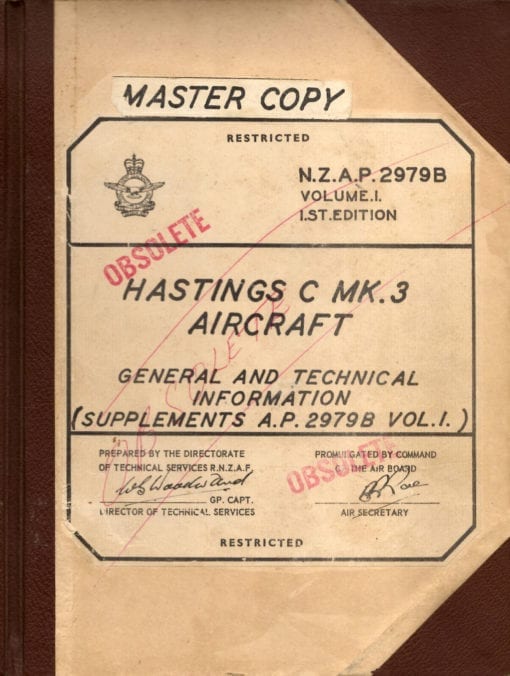 MASTER COPY
RESTRICTED
N.Z.A.P. 2979B
VOLUME.I.
I.ST.EDITION
OBSOLETE
HASTINGS C MK.3
AIRCRAFT
OBSOLETE
GENERAL AND TECHNICAL
INFORMATION
(SUPPLEMENTS A.P. 2979B VOL.I.)
PREPARED BY THE DIRECTORATE
OF TECHNICAL SERVICES R.N.Z.A.F.
GP. CAPT.
DIRECTOR OF TECHNICAL SERVICES
PROMULGATED BY COMMAND
OF THE AIR BOARD
OBSOLETE
AIR SECRETARY
RESTRICTED